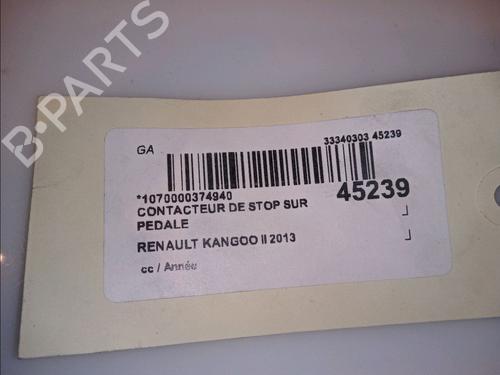 B-PARTS
GA
33340303 45239
*1070000374940
45239
CONTACTEUR DE STOP SUR
PEDALE
RENAULT KANGOO II 2013
cc / Année